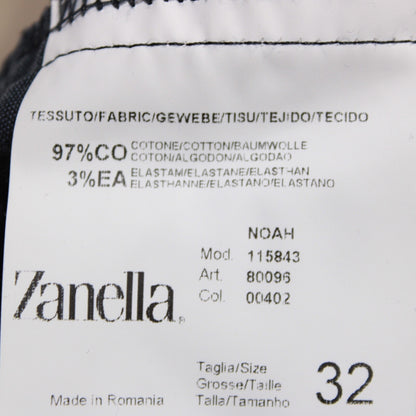 TESSUTO/FABRIC/GEWEBE/TISU/TEJIDO/TECIDO
97%CO COTONE/COTTON/BAUMWOLLE
COTON/ALGODON/ALGODAO
3%EA ELASTAM/ELASTANE/ELASTHAN
ELASTHANNE/ELASTANO/ELASTANO
NOAH
Mod. 115843
Art. 80096
Col. 00402
Zanella®
Taglia/Size
Grosse/Taille
Talla/Tamanho
32
Made in Romania